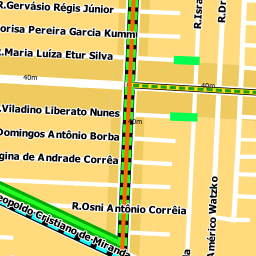 R.Gervásio Régis Júnior
orisa Pereira Garcia Kumm
R.Maria Luíza Etur Silva
40m
40m
.Viladino Liberato Nunes
40m
Domingos Antônio Borba
gina de Andrade Corrêa
R.Osni Antônio Corrêia
eopoldo Cristiano de Miranda
R.Isra
R.Dr
Américo Watzko